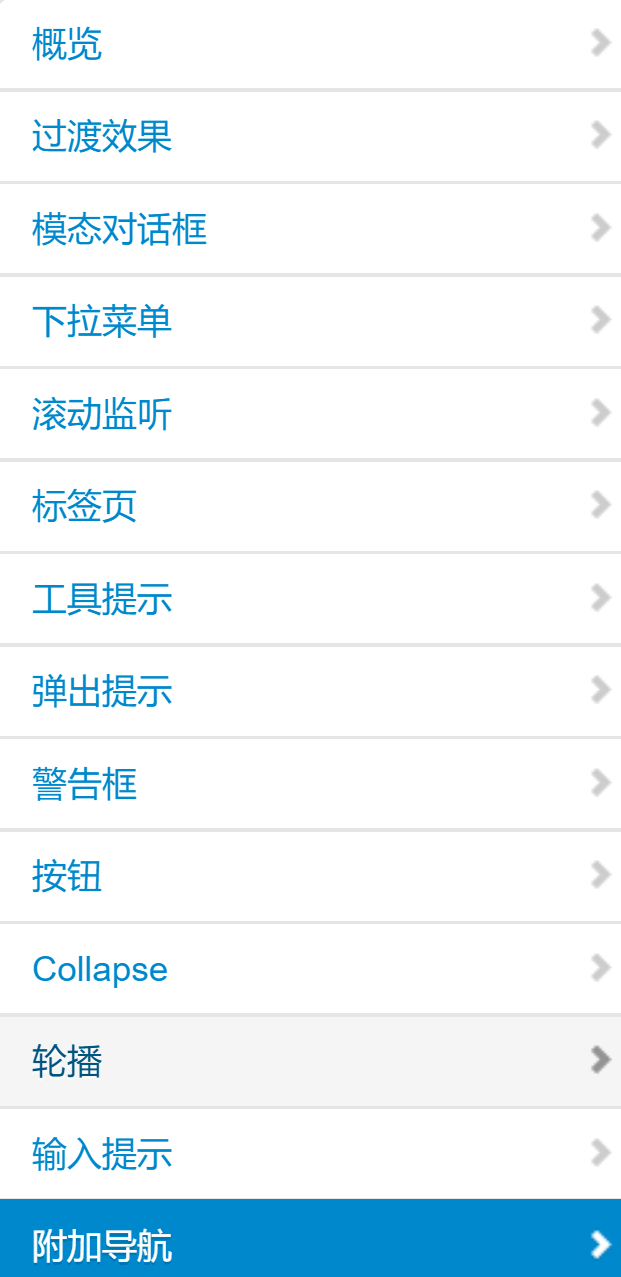 概览
过渡效果
模态对话框
下拉菜单
滚动监听
标签页
工具提示
弹出提示
警告框
按钮
Collapse
轮播
输入提示
附加导航